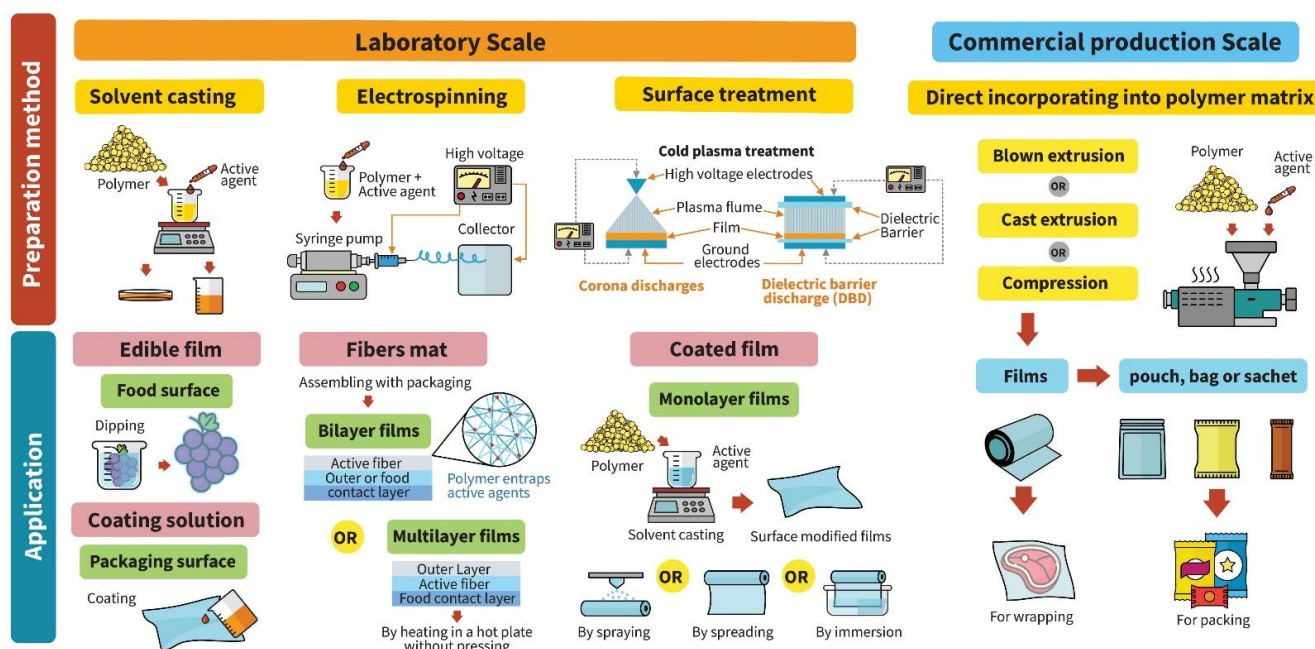 Preparation method
Laboratory Scale
Commercial production Scale
Solvent casting
Electrospinning
Surface treatment
Direct incorporating into polymer matrix
Polymer
Active
agent
Polymer +
Active agent
High voltage
Syringe pump
Collector
Cold plasma treatment
High voltage electrodes
Plasma flume
Film
Ground
electrodes
Dielectric
Barrier
Corona discharges
Dielectric barrier
discharge (DBD)
Blown extrusion
OR
Cast extrusion
OR
Compression
Polymer
Active
agent
Application
Edible film
Food surface
Dipping
Coating solution
Packaging surface
Coating
Fibers mat
Assembling with packaging
Bilayer films
Active fiber
Outer or food
contact layer
Polymer entraps
active agents
OR
Multilayer films
Outer Layer
Active fiber
Food contact layer
By heating in a hot plate
without pressing
Coated film
Monolayer films
Polymer
Active
agent
Solvent casting
Surface modified films
OR
OR
By spraying
By spreading
By immersion
Films
pouch, bag or sachet
For wrapping
For packing